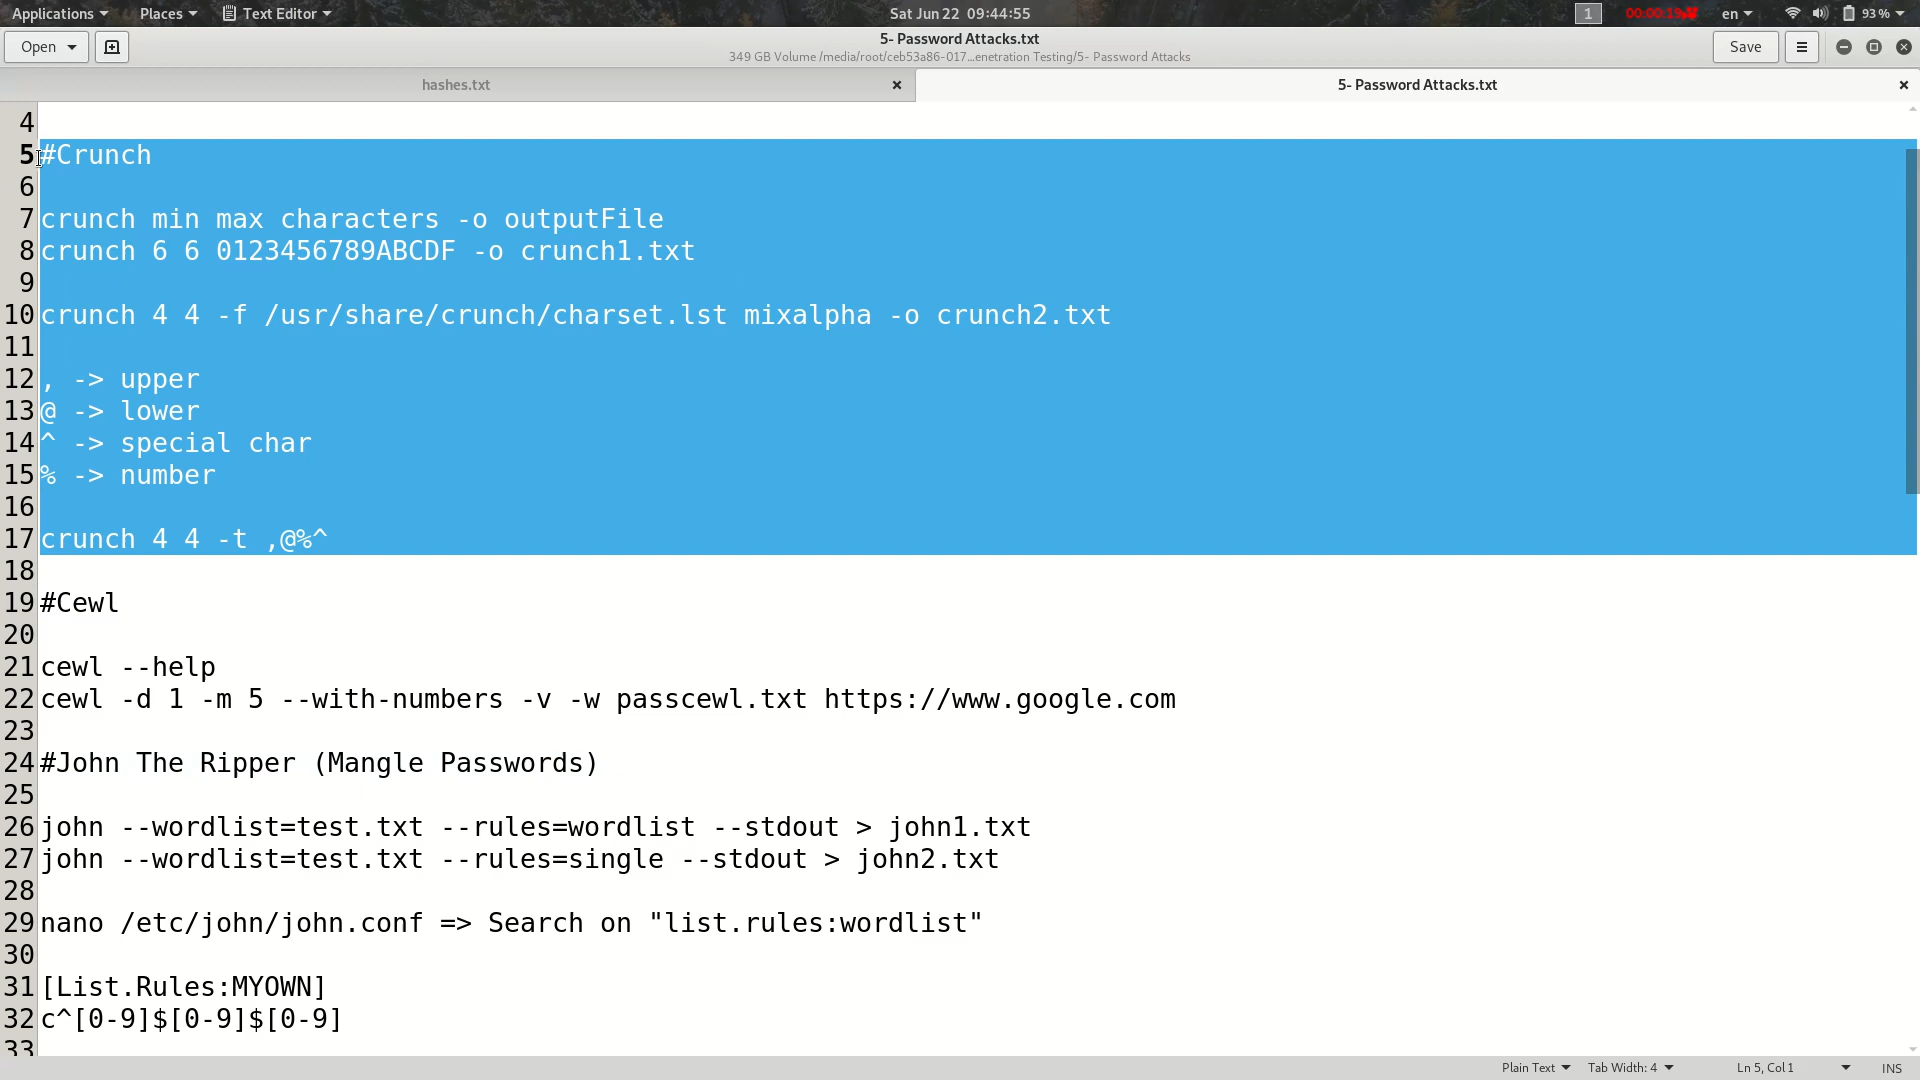 Applications Places Text Editor Sat Jun 22 09:44:55 1 en 93 %
Open 5- Password Attacks.txt Save
349 GB Volume /media/root/ceb53a86-017...enetration Testing/5- Password Attacks
hashes.txt 5- Password Attacks.txt
4
5 #Crunch
6
7 crunch min max characters -o outputFile
8 crunch 6 6 0123456789ABCDF -o crunch1.txt
9
10 crunch 4 4 -f /usr/share/crunch/charset.lst mixalpha -o crunch2.txt
11
12 , -> upper
13 @ -> lower
14 ^ -> special char
15 % -> number
16
17 crunch 4 4 -t ,@%^
18
19 #Cewl
20
21 cewl --help
22 cewl -d 1 -m 5 --with-numbers -v -w passcewl.txt https://www.google.com
23
24 #John The Ripper (Mangle Passwords)
25
26 john --wordlist=test.txt --rules=wordlist --stdout > john1.txt
27 john --wordlist=test.txt --rules=single --stdout > john2.txt
28
29 nano /etc/john/john.conf => Search on "list.rules:wordlist"
30
31 [List.Rules:MYOWN]
32 c^[0-9]$[0-9]$[0-9]
33
Plain Text Tab Width: 4 Ln 5, Col 1 INS